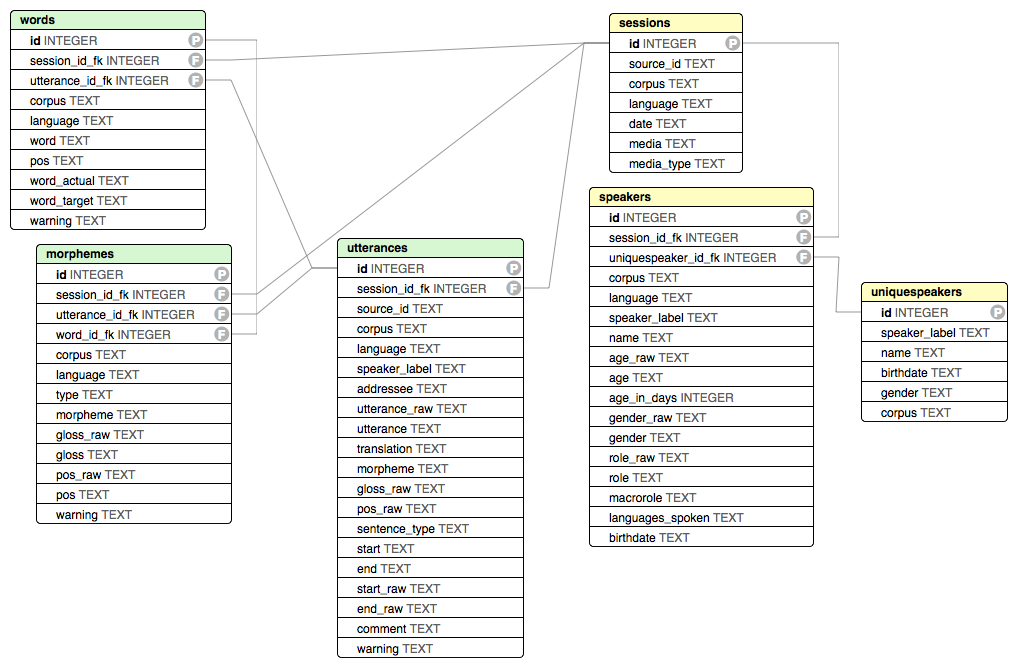 words
id INTEGER P
session_id_fk INTEGER F
utterance_id_fk INTEGER F
corpus TEXT
language TEXT
word TEXT
pos TEXT
word_actual TEXT
word_target TEXT
warning TEXT
morphemes
id INTEGER P
session_id_fk INTEGER F
utterance_id_fk INTEGER F
word_id_fk INTEGER F
corpus TEXT
language TEXT
type TEXT
morpheme TEXT
gloss_raw TEXT
gloss TEXT
pos_raw TEXT
pos TEXT
warning TEXT
utterances
id INTEGER P
session_id_fk INTEGER F
source_id TEXT
corpus TEXT
language TEXT
speaker_label TEXT
addressee TEXT
utterance_raw TEXT
utterance TEXT
translation TEXT
morpheme TEXT
gloss_raw TEXT
pos_raw TEXT
sentence_type TEXT
start TEXT
end TEXT
start_raw TEXT
end_raw TEXT
comment TEXT
warning TEXT
sessions
id INTEGER P
source_id TEXT
corpus TEXT
language TEXT
date TEXT
media TEXT
media_type TEXT
speakers
id INTEGER P
session_id_fk INTEGER F
uniquespeaker_id_fk INTEGER F
corpus TEXT
language TEXT
speaker_label TEXT
name TEXT
age_raw TEXT
age TEXT
age_in_days INTEGER
gender_raw TEXT
gender TEXT
role_raw TEXT
role TEXT
macrorole TEXT
languages_spoken TEXT
birthdate TEXT
uniquespeakers
id INTEGER P
speaker_label TEXT
name TEXT
birthdate TEXT
gender TEXT
corpus TEXT